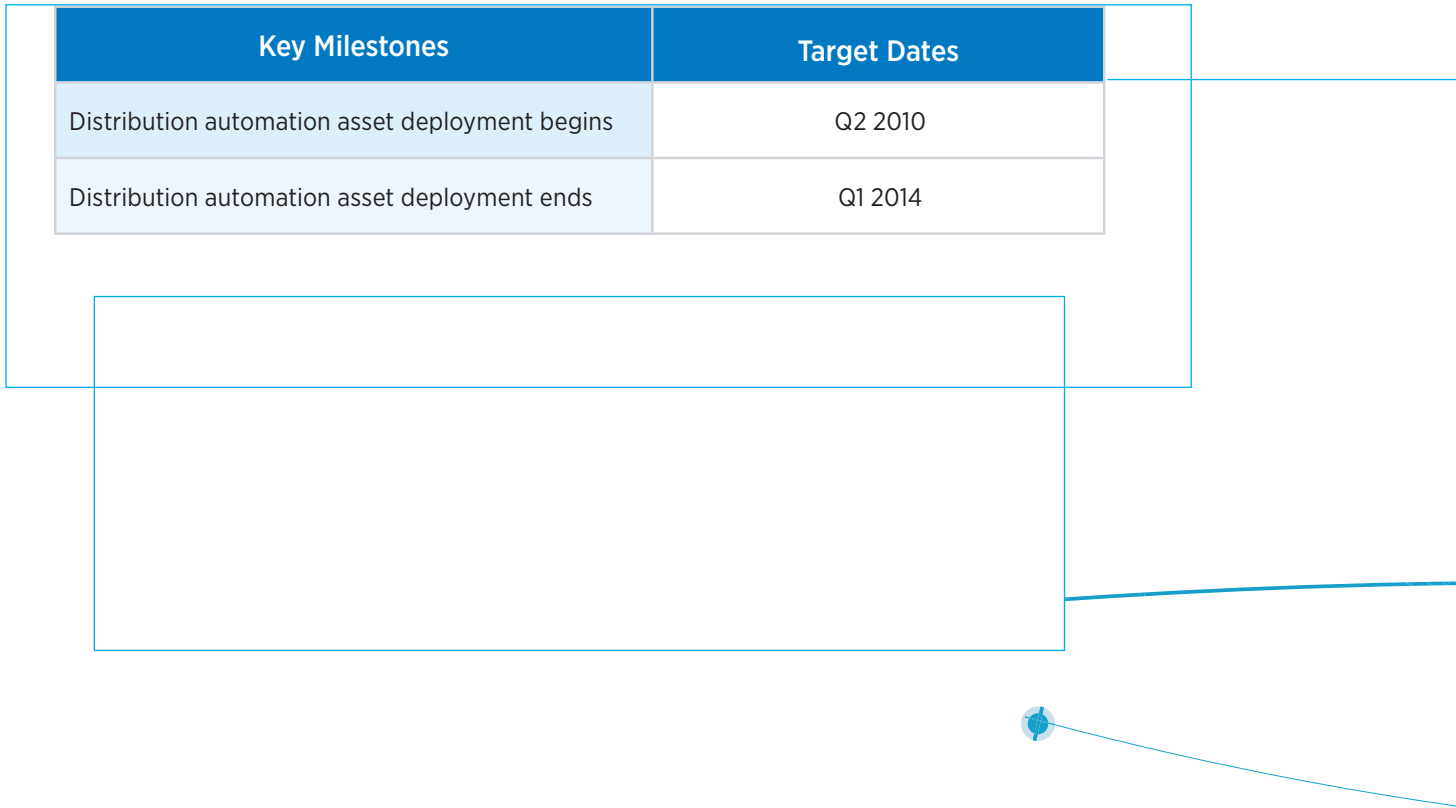 Key Milestones Target Dates
Distribution automation asset deployment begins Q2 2010
Distribution automation asset deployment ends Q1 2014